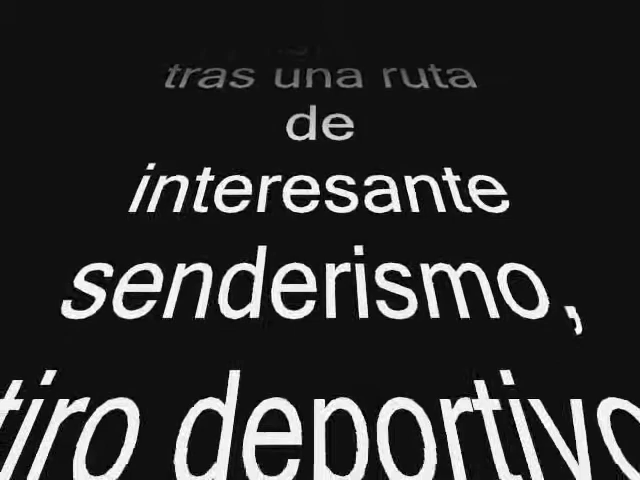 tras una ruta
de
interesante
senderismo,
tiro deportivo